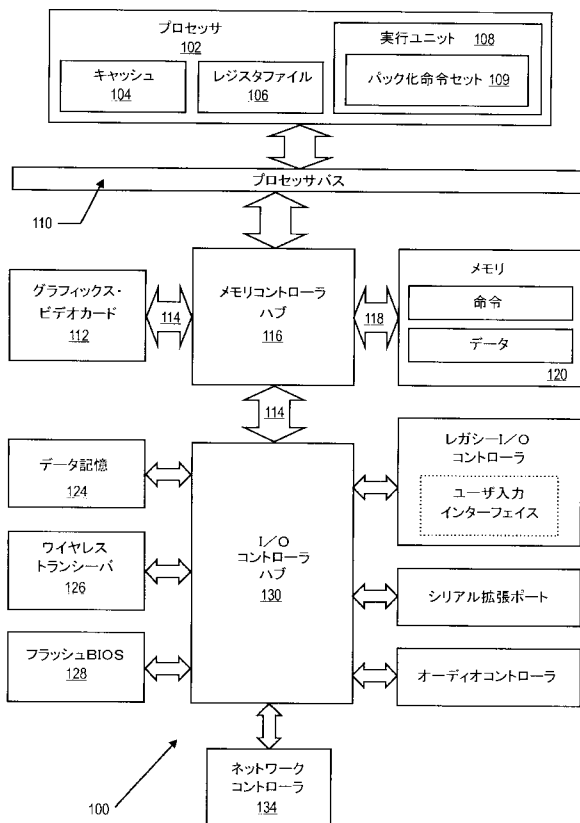 プロセッサ
102
キャッシュ
104
レジスタファイル
106
実行ユニット 108
パック化命令セット 109
プロセッサバス
110
グラフィックス・
ビデオカード
112
114
メモリコントローラ
ハブ
116
118
メモリ
命令
データ
120
114
データ記憶
124
ワイヤレス
トランシーバ
126
フラッシュBIOS
128
I/O
コントローラ
ハブ
130
レガシーI/O
コントローラ
ユーザ入力
インターフェイス
シリアル拡張ポート
オーディオコントローラ
ネットワーク
コントローラ
134
100